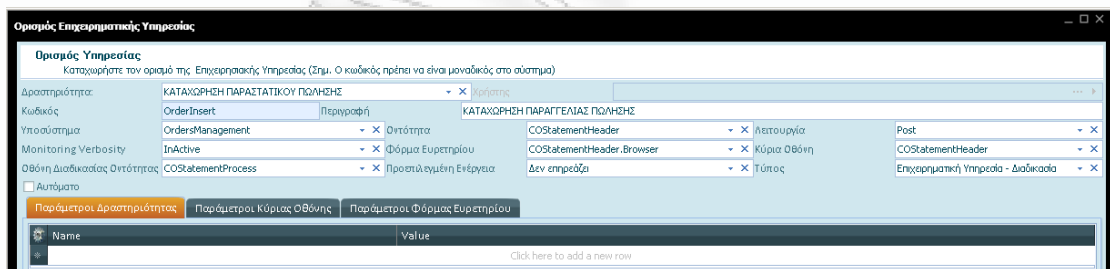 Ορισμός Επιχειρηματικής Υπηρεσίας
Ορισμός Υπηρεσίας
Καταχωρήστε τον ορισμό της Επιχειρησιακής Υπηρεσίας (Σημ. Ο κωδικός πρέπει να είναι μοναδικός στο σύστημα)
Δραστηριότητα: ΚΑΤΑΧΩΡΗΣΗ ΠΑΡΑΣΤΑΤΙΚΟΥ ΠΩΛΗΣΗΣ Χρήστης
Κωδικός OrderInsert Περιγραφή ΚΑΤΑΧΩΡΗΣΗ ΠΑΡΑΓΓΕΛΙΑΣ ΠΩΛΗΣΗΣ
Υποσύστημα OrdersManagement Οντότητα COStatementHeader Λειτουργία Post
Monitoring Verbosity InActive Φόρμα Ευρετηρίου COStatementHeader.Browser Κύρια Οθόνη COStatementHeader
Οθόνη Διαδικασίας Οντότητας COStatementProcess Προεπιλεγμένη Ενέργεια Δεν επηρεάζει Τύπος Επιχειρηματική Υπηρεσία - Διαδικασία
Αυτόματο
Παράμετροι Δραστηριότητας Παράμετροι Κύριας Οθόνης Παράμετροι Φόρμας Ευρετηρίου
Name Value
Click here to add a new row